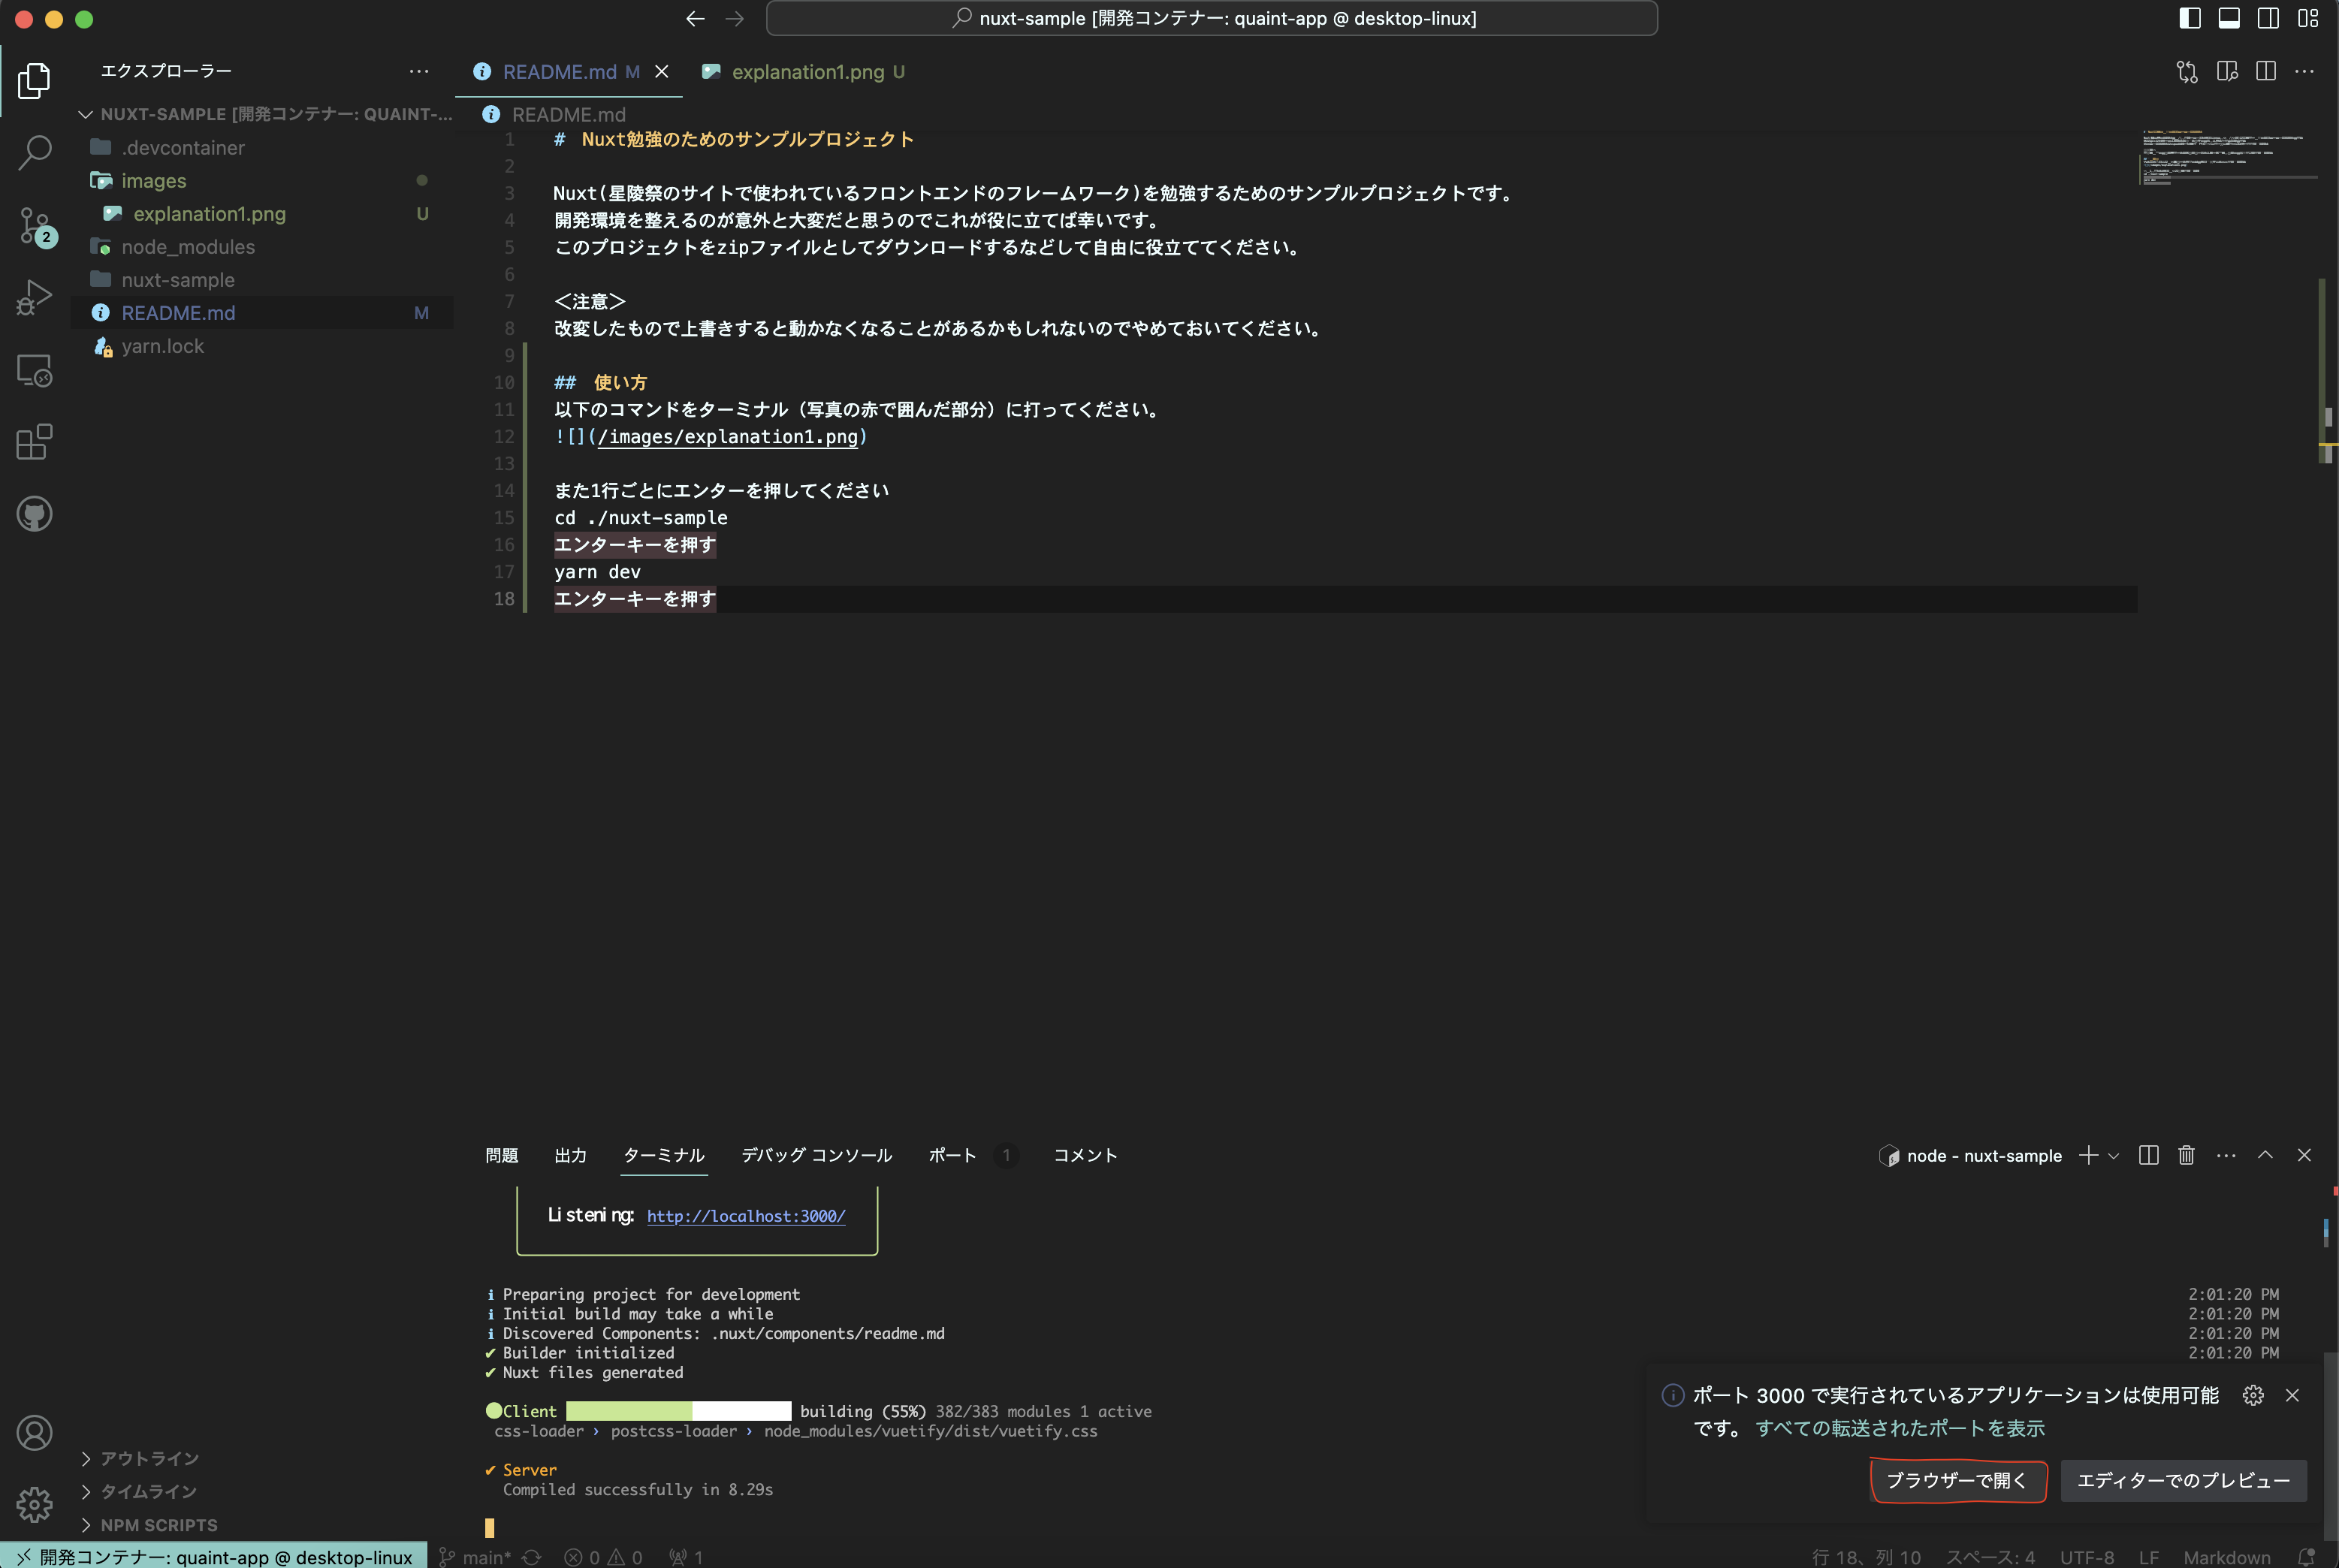 nuxt-sample [開発コンテナー: quaint-app @ desktop-linux]
エクスプローラー
NUXT-SAMPLE [開発コンテナー: QUAINT-...
.devcontainer
images
explanation1.png U
node_modules
nuxt-sample
README.md M
yarn.lock
アウトライン
タイムライン
NPM SCRIPTS
2
README.md M
explanation1.png U
README.md
1 # Nuxt勉強のためのサンプルプロジェクト
2
3 Nuxt(星陵祭のサイトで使われているフロントエンドのフレームワーク)を勉強するためのサンプルプロジェクトです。
4 開発環境を整えるのが意外と大変だと思うのでこれが役に立てば幸いです。
5 このプロジェクトをzipファイルとしてダウンロードするなどして自由に役立ててください。
6
7 <注意>
8 改変したもので上書きすると動かなくなることがあるかもしれないのでやめておいてください。
9
10 ## 使い方
11 以下のコマンドをターミナル（写真の赤で囲んだ部分）に打ってください。
12 ![](/images/explanation1.png)
13
14 また1行ごとにエンターを押してください
15 cd ./nuxt-sample
16 エンターキーを押す
17 yarn dev
18 エンターキーを押す
問題 出力 ターミナル デバッグ コンソール ポート 1 コメント
node - nuxt-sample
Listening: http://localhost:3000/
i Preparing project for development 2:01:20 PM
i Initial build may take a while 2:01:20 PM
i Discovered Components: .nuxt/components/readme.md 2:01:20 PM
✔ Builder initialized 2:01:20 PM
✔ Nuxt files generated
Client building (55%) 382/383 modules 1 active
css-loader › postcss-loader › node_modules/vuetify/dist/vuetify.css
✔ Server
Compiled successfully in 8.29s
ポート 3000 で実行されているアプリケーションは使用可能
です。 すべての転送されたポートを表示
ブラウザーで開く エディターでのプレビュー
開発コンテナー: quaint-app @ desktop-linux main* 0 0 1 行 18、列 10 スペース: 4 UTF-8 LF Markdown